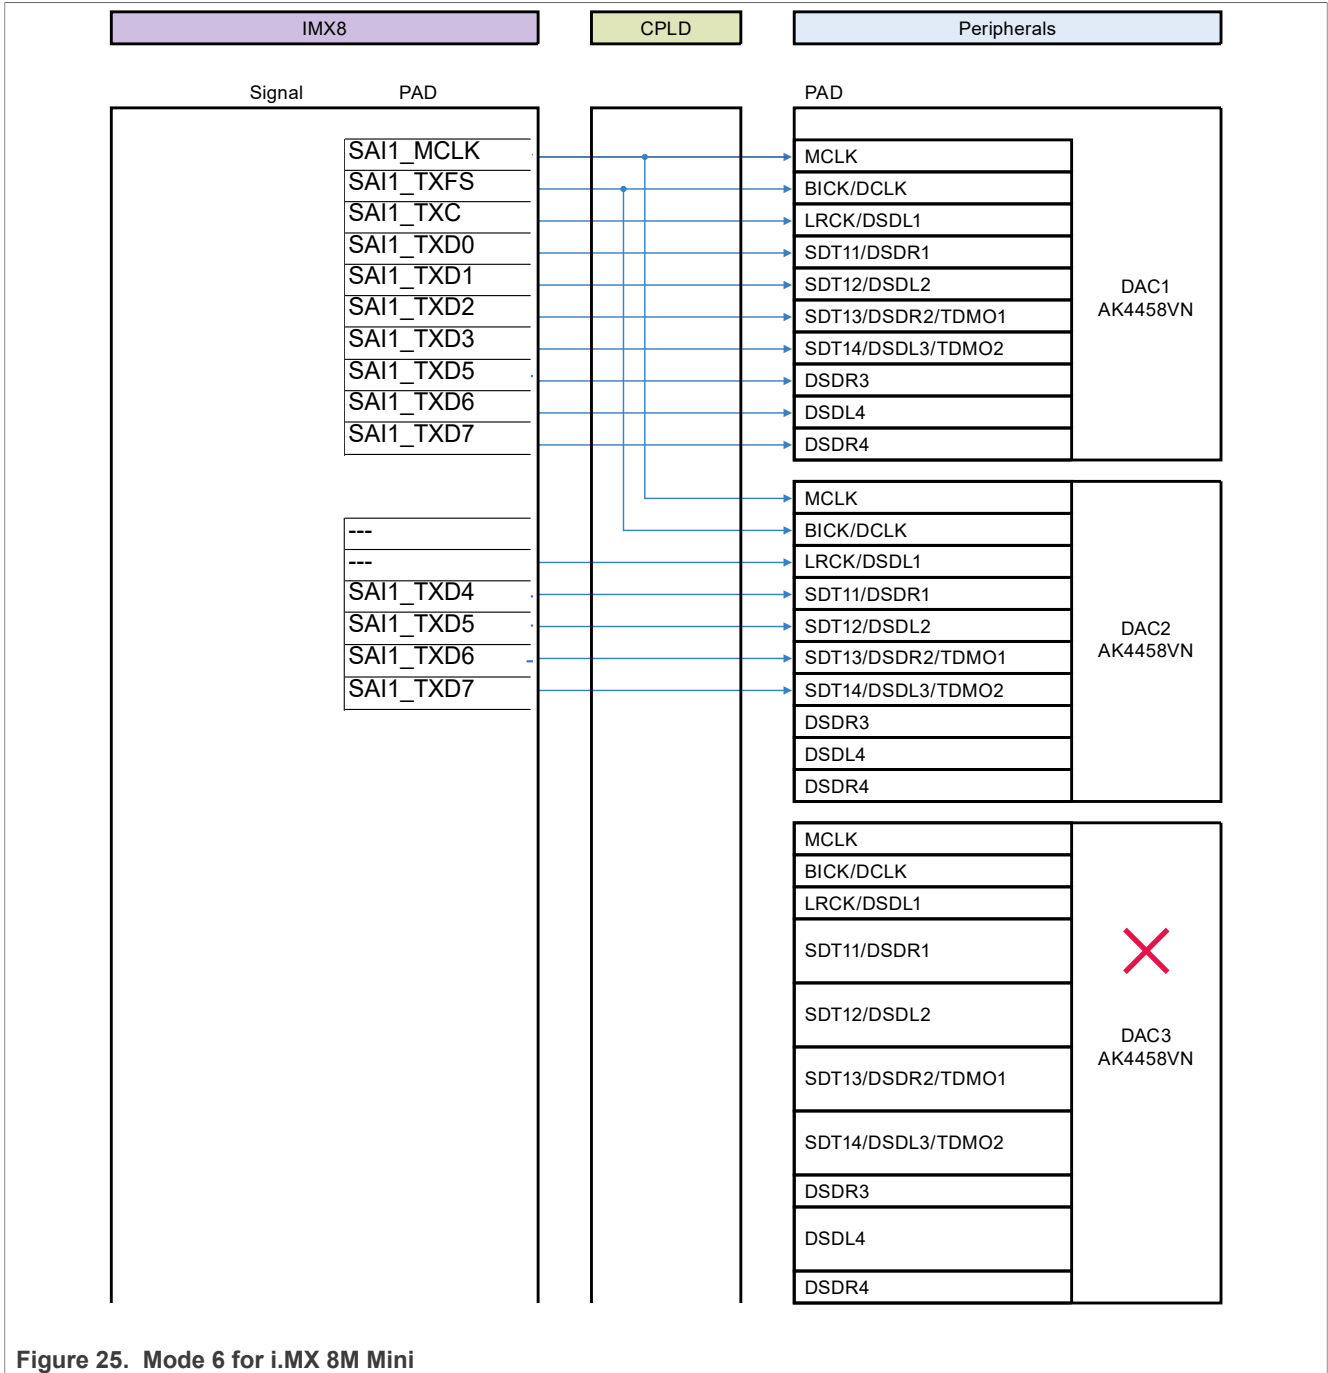 IMX8 CPLD Peripherals
Signal PAD PAD
SAI1_MCLK MCLK
SAI1_TXFS BICK/DCLK
SAI1_TXC LRCK/DSDL1
SAI1_TXD0 SDT11/DSDR1
SAI1_TXD1 SDT12/DSDL2
SAI1_TXD2 SDT13/DSDR2/TDMO1
SAI1_TXD3 SDT14/DSDL3/TDMO2
SAI1_TXD5 DSDR3
SAI1_TXD6 DSDL4
SAI1_TXD7 DSDR4
DAC1
AK4458VN
MCLK
--- BICK/DCLK
--- LRCK/DSDL1
SAI1_TXD4 SDT11/DSDR1
SAI1_TXD5 SDT12/DSDL2
SAI1_TXD6 SDT13/DSDR2/TDMO1
SAI1_TXD7 SDT14/DSDL3/TDMO2
DSDR3
DSDL4
DSDR4
DAC2
AK4458VN
MCLK
BICK/DCLK
LRCK/DSDL1
SDT11/DSDR1
SDT12/DSDL2
SDT13/DSDR2/TDMO1
SDT14/DSDL3/TDMO2
DSDR3
DSDL4
DSDR4
DAC3
AK4458VN
Figure 25. Mode 6 for i.MX 8M Mini